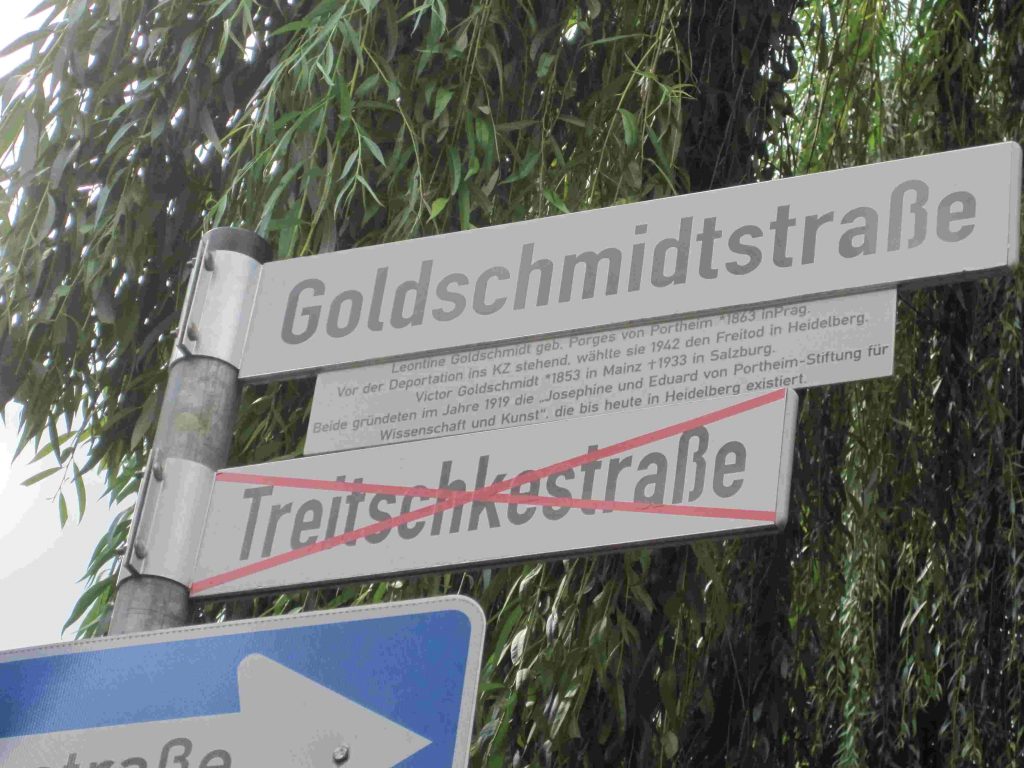 Goldschmidtstraße
Leontine Goldschmidt geb. Porges von Portheim *1863 inPrag.
Vor der Deportation ins KZ stehend, wählte sie 1942 den Freitod in Heidelberg.
Victor Goldschmidt *1853 in Mainz †1933 in Salzburg.
Beide gründeten im Jahre 1919 die „Josephine und Eduard von Portheim-Stiftung für
Wissenschaft und Kunst“, die bis heute in Heidelberg existiert.
Treitschkestraße
straße